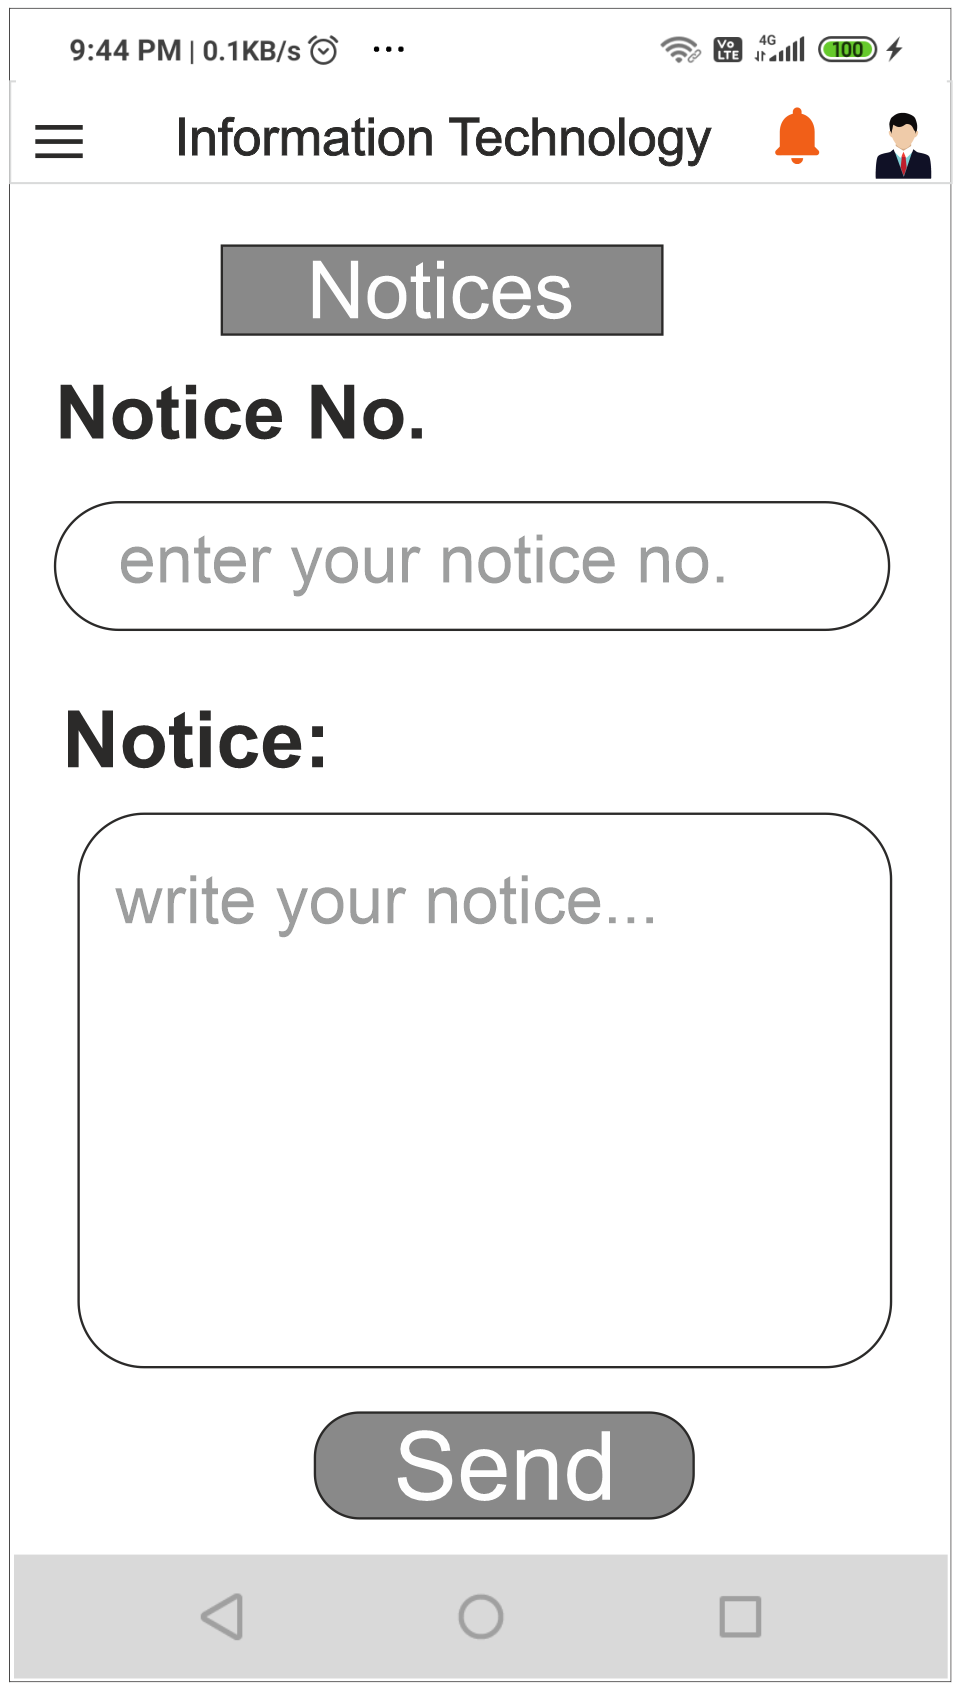 9:44 PM | 0.1KB/s ...
Vo LTE 4G 100
Information Technology
Notices
Notice No.
enter your notice no.
Notice:
write your notice...
Send